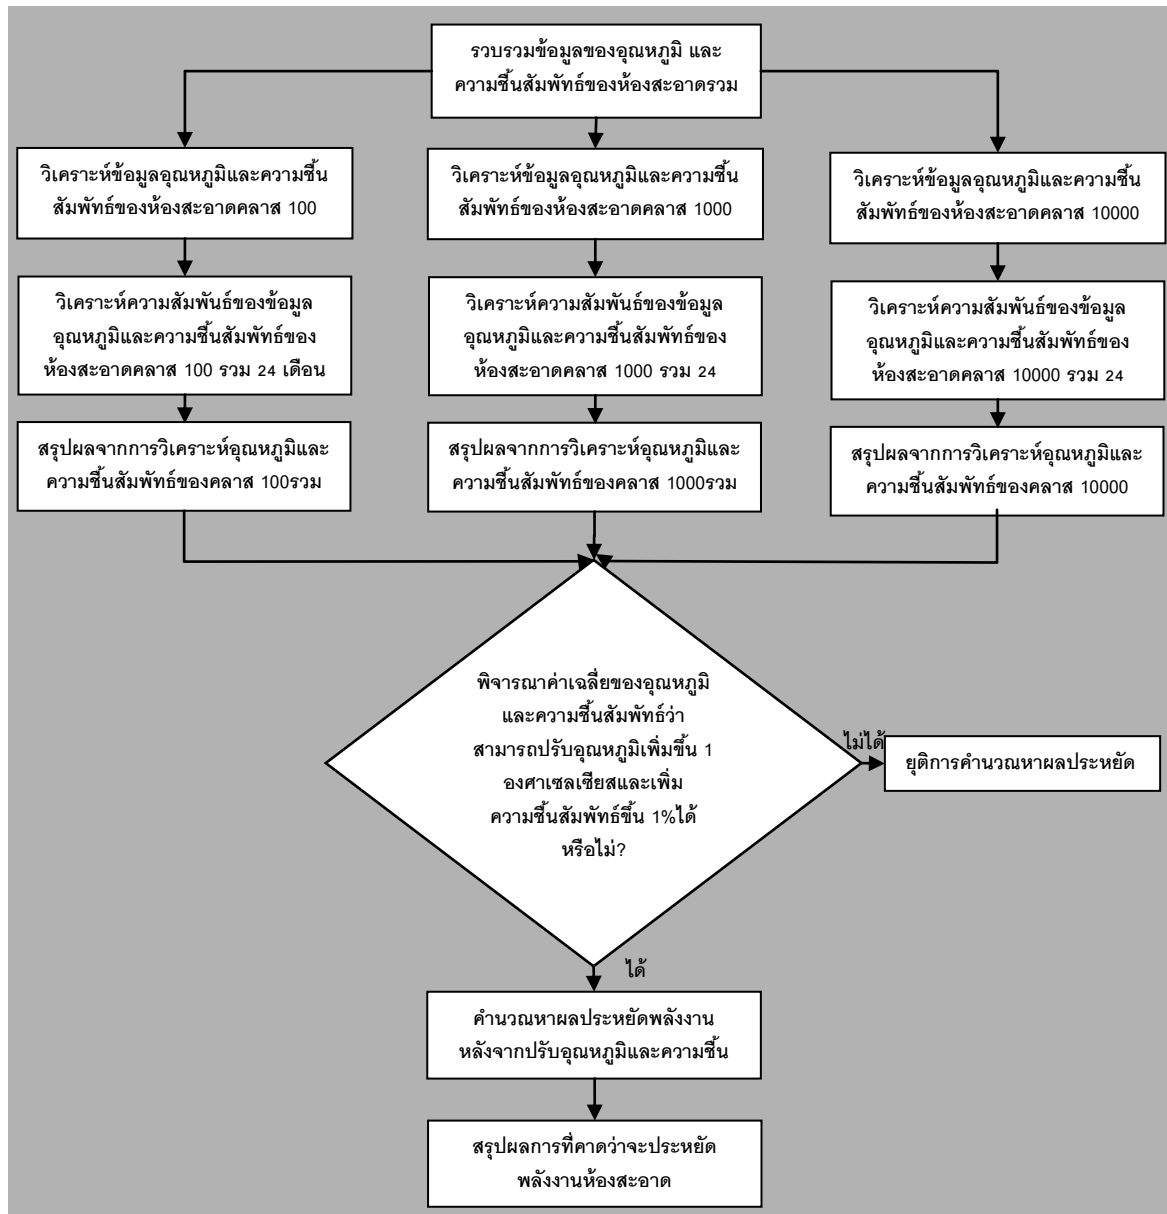 รวบรวมข้อมูลของอุณหภูมิ และ
ความชื้นสัมพัทธ์ของห้องสะอาดรวม
วิเคราะห์ข้อมูลอุณหภูมิและความชื้น
สัมพัทธ์ของห้องสะอาดคลาส 100
วิเคราะห์ข้อมูลอุณหภูมิและความชื้น
สัมพัทธ์ของห้องสะอาดคลาส 1000
วิเคราะห์ข้อมูลอุณหภูมิและความชื้น
สัมพัทธ์ของห้องสะอาดคลาส 10000
วิเคราะห์ความสัมพันธ์ของข้อมูล
อุณหภูมิและความชื้นสัมพัทธ์ของ
ห้องสะอาดคลาส 100 รวม 24 เดือน
วิเคราะห์ความสัมพันธ์ของข้อมูล
อุณหภูมิและความชื้นสัมพัทธ์ของ
ห้องสะอาดคลาส 1000 รวม 24
วิเคราะห์ความสัมพันธ์ของข้อมูล
อุณหภูมิและความชื้นสัมพัทธ์ของ
ห้องสะอาดคลาส 10000 รวม 24
สรุปผลจากการวิเคราะห์อุณหภูมิและ
ความชื้นสัมพัทธ์ของคลาส 100รวม
สรุปผลจากการวิเคราะห์อุณหภูมิและ
ความชื้นสัมพัทธ์ของคลาส 1000รวม
สรุปผลจากการวิเคราะห์อุณหภูมิและ
ความชื้นสัมพัทธ์ของคลาส 10000
พิจารณาค่าเฉลี่ยของอุณหภูมิ
และความชื้นสัมพัทธ์ว่า
สามารถปรับอุณหภูมิเพิ่มขึ้น 1
องศาเซลเซียสและเพิ่ม
ความชื้นสัมพัทธ์ขึ้น 1%ได้
หรือไม่?
ไม่ได้
ยุติการคำนวณหาผลประหยัด
ได้
คำนวณหาผลประหยัดพลังงาน
หลังจากปรับอุณหภูมิและความชื้น
สรุปผลการที่คาดว่าจะประหยัด
พลังงานห้องสะอาด